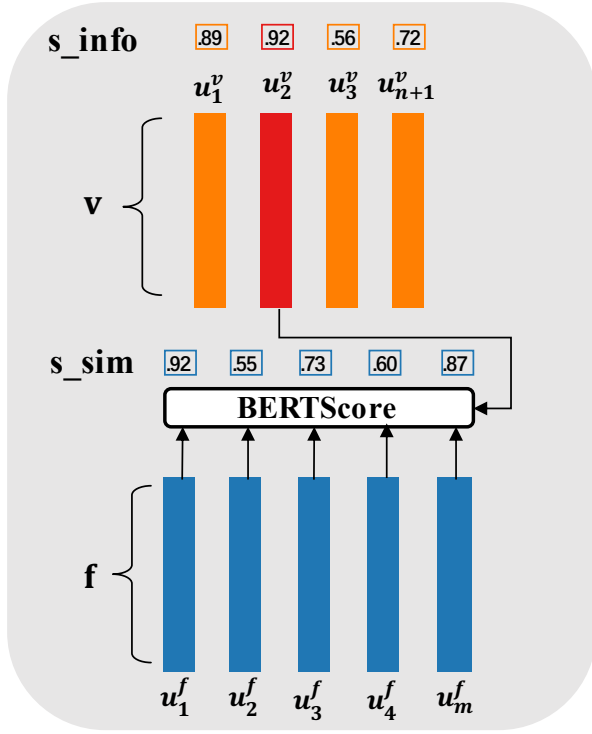 s_info .89 .92 .56 .72
u_1^v u_2^v u_3^v u_{n+1}^v
v
s_sim .92 .55 .73 .60 .87
BERTScore
f
u_1^f u_2^f u_3^f u_4^f u_m^f